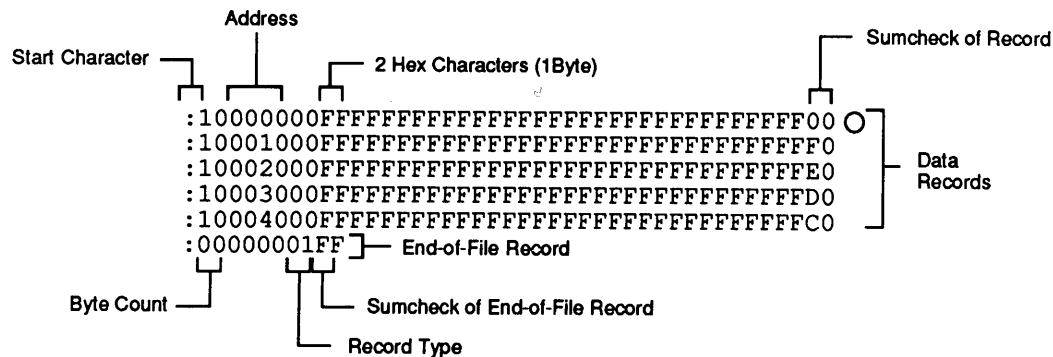 Address
Start Character
2 Hex Characters (1Byte)
Sumcheck of Record
:10000000FFFFFFFFFFFFFFFFFFFFFFFFFFFFFFFF00
:10001000FFFFFFFFFFFFFFFFFFFFFFFFFFFFFFFFF0
:10002000FFFFFFFFFFFFFFFFFFFFFFFFFFFFFFFFE0
:10003000FFFFFFFFFFFFFFFFFFFFFFFFFFFFFFFFD0
:10004000FFFFFFFFFFFFFFFFFFFFFFFFFFFFFFFFC0
Data
Records
:00000001FF
End-of-File Record
Byte Count
Sumcheck of End-of-File Record
Record Type